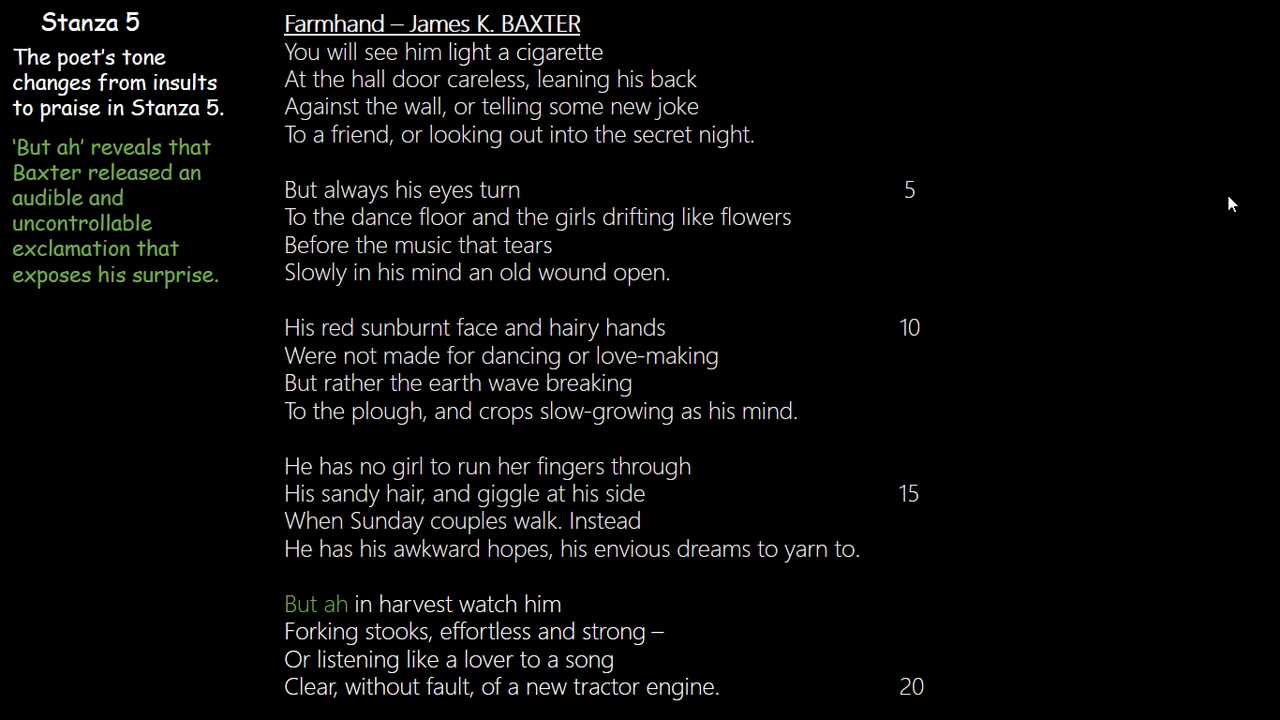 Stanza 5
The poet's tone
changes from insults
to praise in Stanza 5.
'But ah' reveals that
Baxter released an
audible and
uncontrollable
exclamation that
exposes his surprise.
Farmhand – James K. BAXTER
You will see him light a cigarette
At the hall door careless, leaning his back
Against the wall, or telling some new joke
To a friend, or looking out into the secret night.
But always his eyes turn 5
To the dance floor and the girls drifting like flowers
Before the music that tears
Slowly in his mind an old wound open.
His red sunburnt face and hairy hands 10
Were not made for dancing or love-making
But rather the earth wave breaking
To the plough, and crops slow-growing as his mind.
He has no girl to run her fingers through
His sandy hair, and giggle at his side 15
When Sunday couples walk. Instead
He has his awkward hopes, his envious dreams to yarn to.
But ah in harvest watch him
Forking stooks, effortless and strong –
Or listening like a lover to a song
Clear, without fault, of a new tractor engine. 20